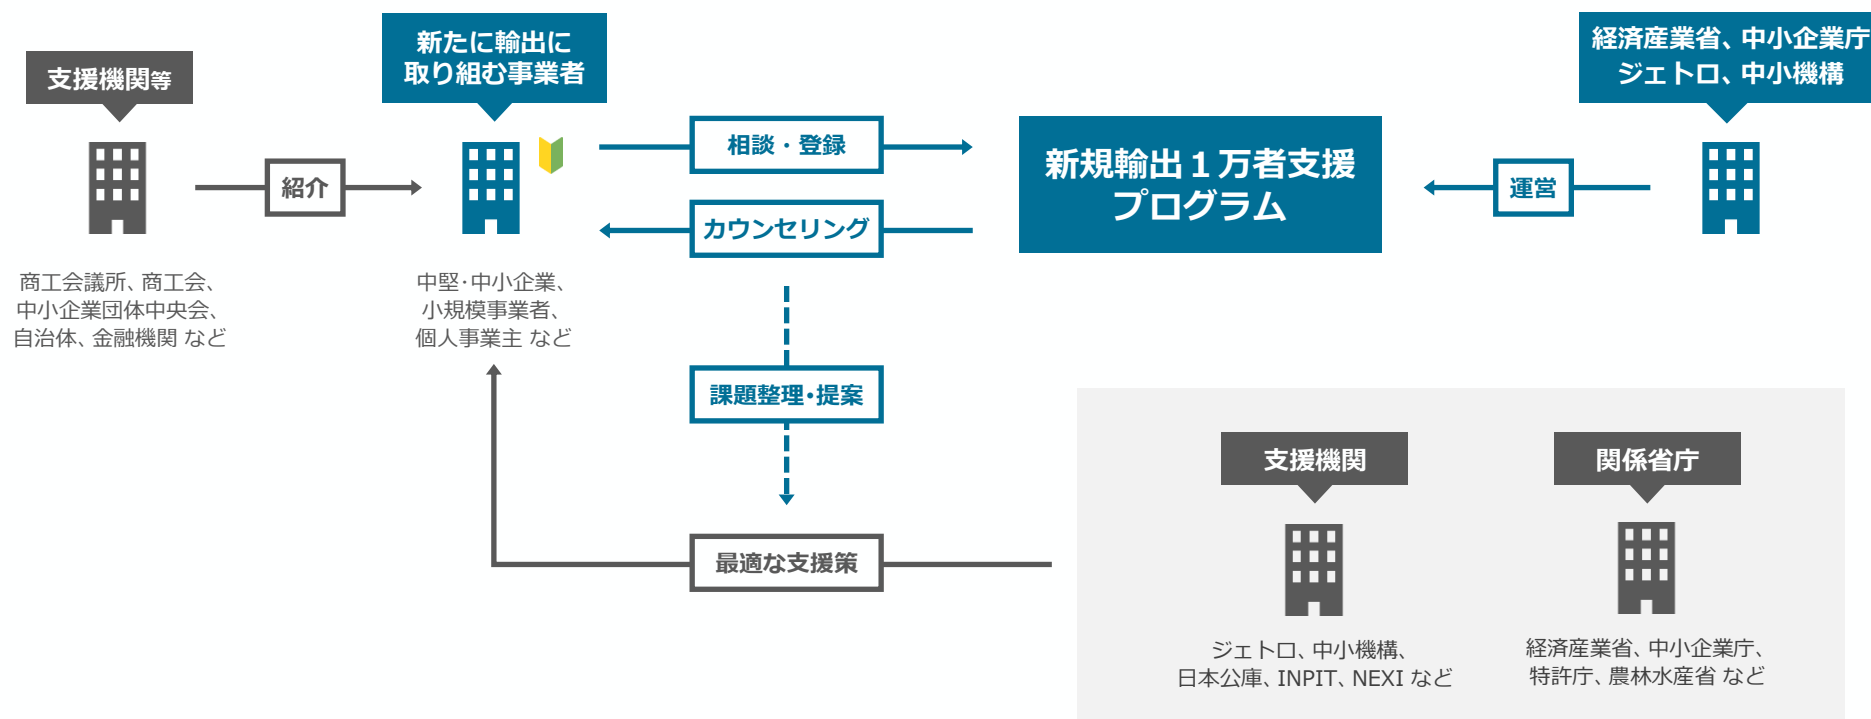 支援機関等
商工会議所、商工会、
中小企業団体中央会、
自治体、金融機関 など
紹介
新たに輸出に
取り組む事業者
中堅・中小企業、
小規模事業者、
個人事業主 など
相談・登録
カウンセリング
課題整理・提案
最適な支援策
新規輸出1万者支援
プログラム
運営
経済産業省、中小企業庁
ジェトロ、中小機構
支援機関
ジェトロ、中小機構、
日本公庫、INPIT、NEXI など
関係省庁
経済産業省、中小企業庁、
特許庁、農林水産省 など